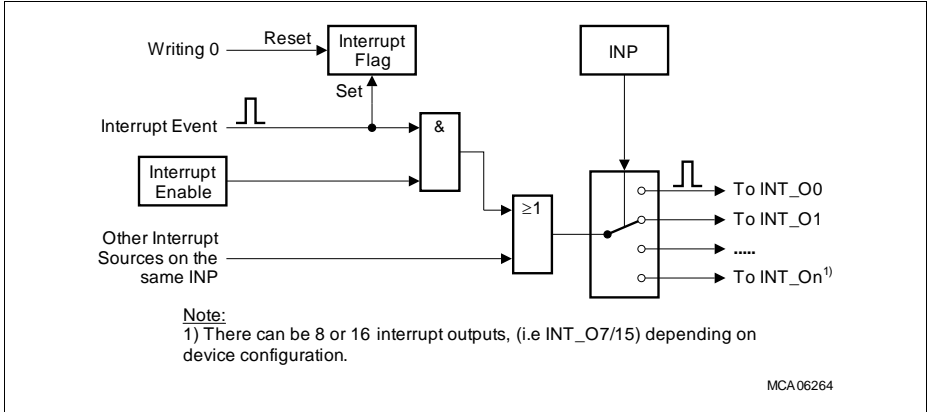 Writing 0
Reset
Interrupt
Flag
INP
Set
Interrupt Event
&
Interrupt
Enable
To INT_O0
≥1
To INT_O1
Other Interrupt
Sources on the
same INP
.....
To INT_On1)
Note:
1) There can be 8 or 16 interrupt outputs, (i.e INT_O7/15) depending on
device configuration.
MCA06264